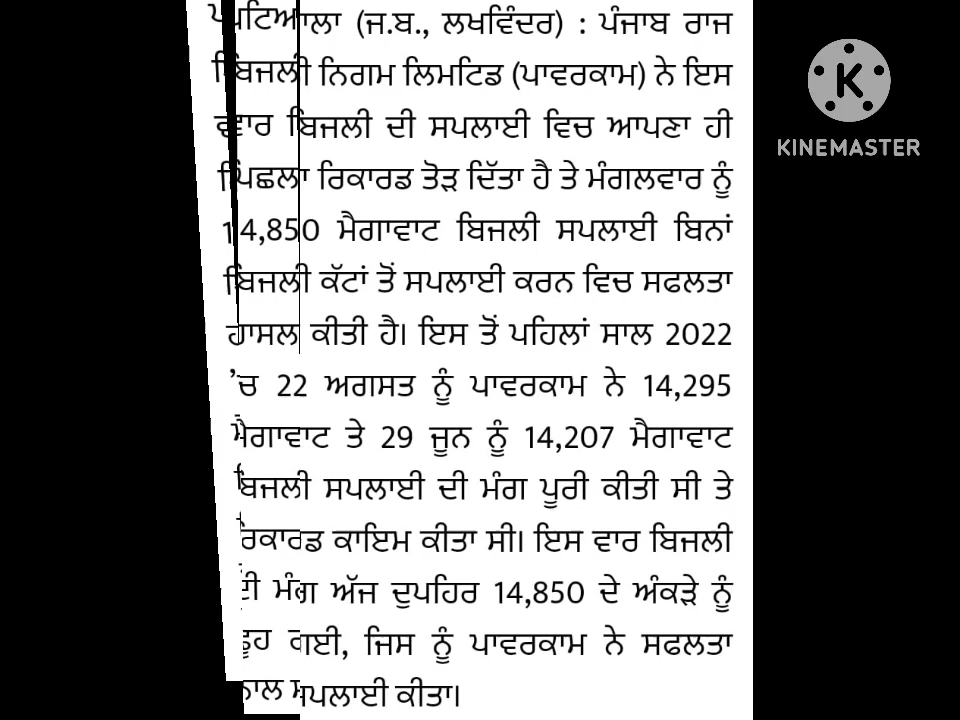 ਪਟਿਆਲਾ (ਜ.ਬ., ਲਖਵਿੰਦਰ) : ਪੰਜਾਬ ਰਾਜ
ਬਿਜਲੀ ਨਿਗਮ ਲਿਮਟਿਡ (ਪਾਵਰਕਾਮ) ਨੇ ਇਸ
ਵਾਰ ਬਿਜਲੀ ਦੀ ਸਪਲਾਈ ਵਿਚ ਆਪਣਾ ਹੀ
ਪਿਛਲਾ ਰਿਕਾਰਡ ਤੋੜ ਦਿੱਤਾ ਹੈ ਤੇ ਮੰਗਲਵਾਰ ਨੂੰ
14,850 ਮੈਗਾਵਾਟ ਬਿਜਲੀ ਸਪਲਾਈ ਬਿਨਾਂ
ਬਿਜਲੀ ਕੱਟਾਂ ਤੋਂ ਸਪਲਾਈ ਕਰਨ ਵਿਚ ਸਫਲਤਾ
ਹਾਸਲ ਕੀਤੀ ਹੈ। ਇਸ ਤੋਂ ਪਹਿਲਾਂ ਸਾਲ 2022
’ਚ 22 ਅਗਸਤ ਨੂੰ ਪਾਵਰਕਾਮ ਨੇ 14,295
ਮੈਗਾਵਾਟ ਤੇ 29 ਜੂਨ ਨੂੰ 14,207 ਮੈਗਾਵਾਟ
ਬਿਜਲੀ ਸਪਲਾਈ ਦੀ ਮੰਗ ਪੂਰੀ ਕੀਤੀ ਸੀ ਤੇ
ਰਿਕਾਰਡ ਕਾਇਮ ਕੀਤਾ ਸੀ। ਇਸ ਵਾਰ ਬਿਜਲੀ
ਦੀ ਮੰਗ ਅੱਜ ਦੁਪਹਿਰ 14,850 ਦੇ ਅੰਕੜੇ ਨੂੰ
ਛੂਹ ਗਈ, ਜਿਸ ਨੂੰ ਪਾਵਰਕਾਮ ਨੇ ਸਫਲਤਾ
ਨਾਲ ਸਪਲਾਈ ਕੀਤਾ।
K
KINEMASTER